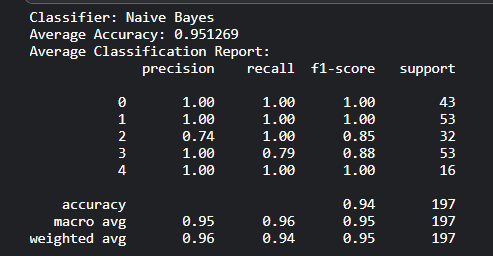 Classifier: Naive Bayes
Average Accuracy: 0.951269
Average Classification Report:
precision recall f1-score support
0 1.00 1.00 1.00 43
1 1.00 1.00 1.00 53
2 0.74 1.00 0.85 32
3 1.00 0.79 0.88 53
4 1.00 1.00 1.00 16
accuracy 0.94 197
macro avg 0.95 0.96 0.95 197
weighted avg 0.96 0.94 0.95 197